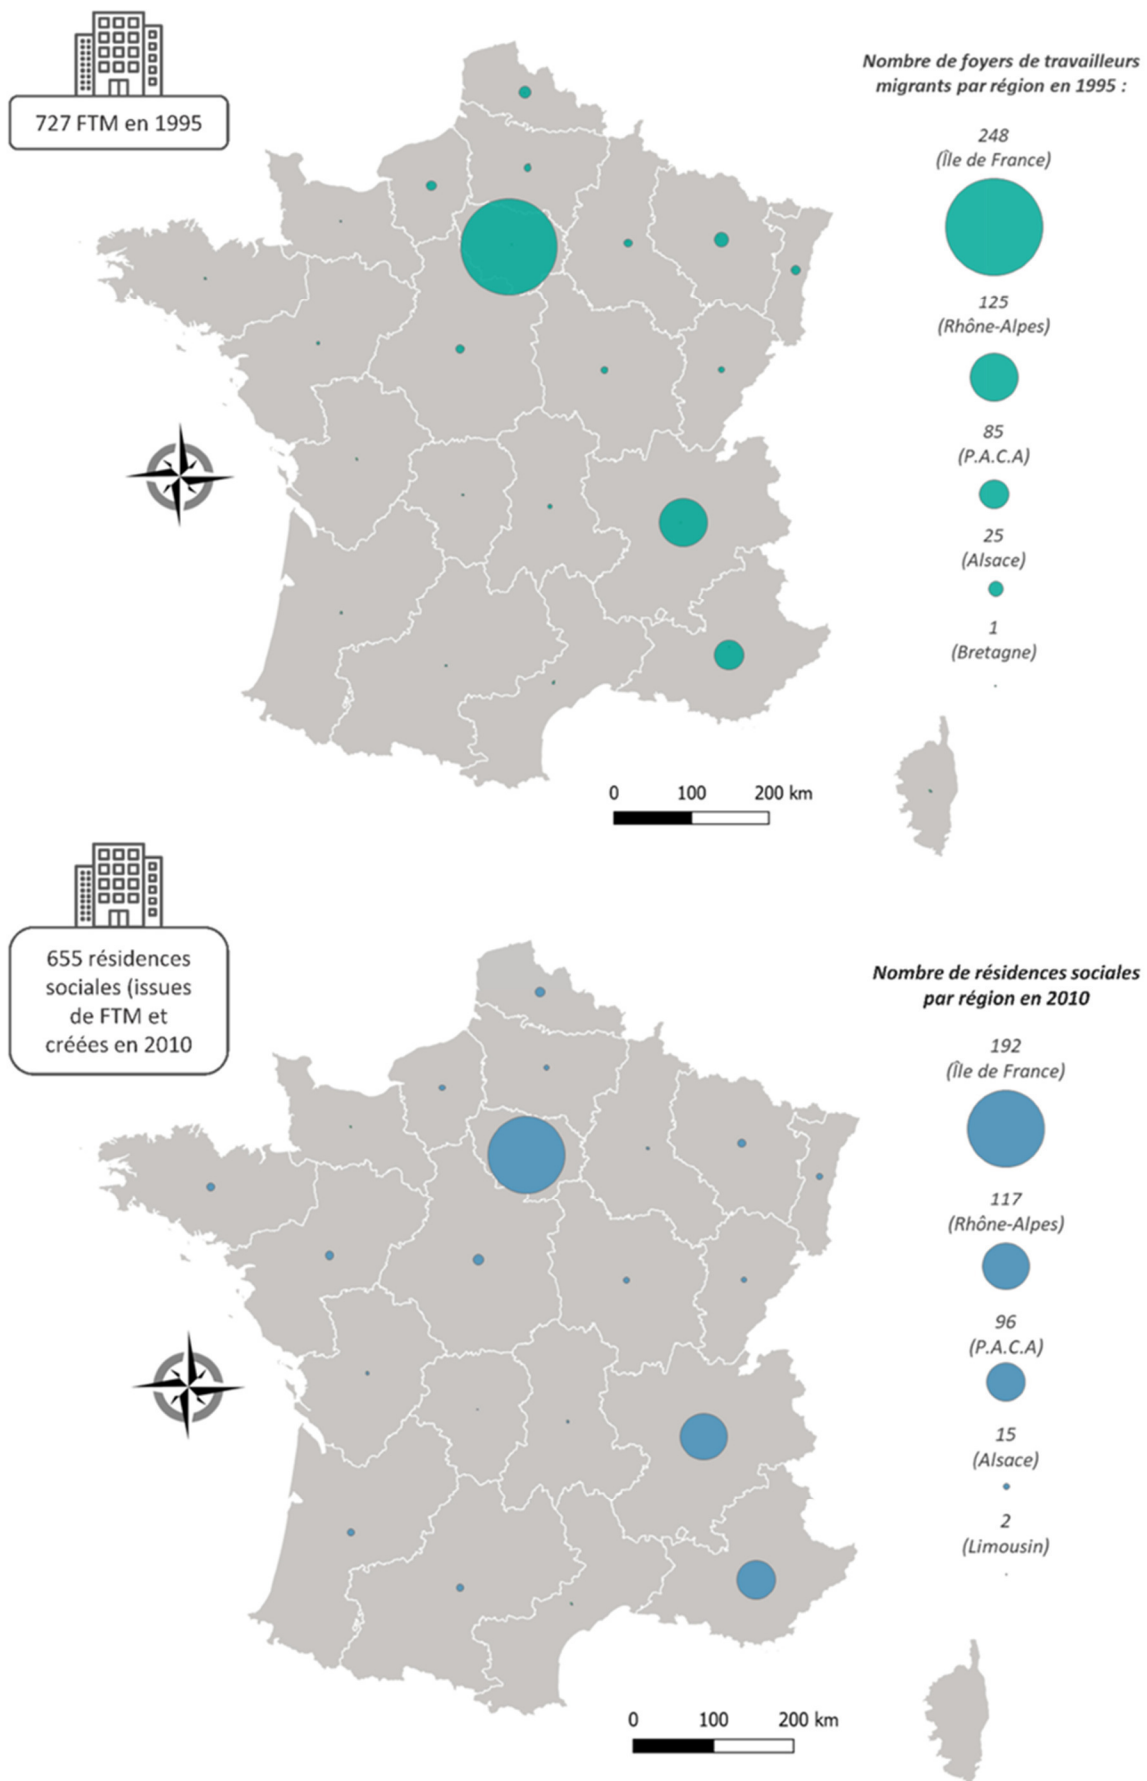 727 FTM en 1995
Nombre de foyers de travailleurs
migrants par région en 1995 :
248
(Île de France)
125
(Rhône-Alpes)
85
(P.A.C.A)
25
(Alsace)
1
(Bretagne)
0 100 200 km
655 résidences
sociales (issues
de FTM et
créées en 2010
Nombre de résidences sociales
par région en 2010
192
(Île de France)
117
(Rhône-Alpes)
96
(P.A.C.A)
15
(Alsace)
2
(Limousin)
0 100 200 km